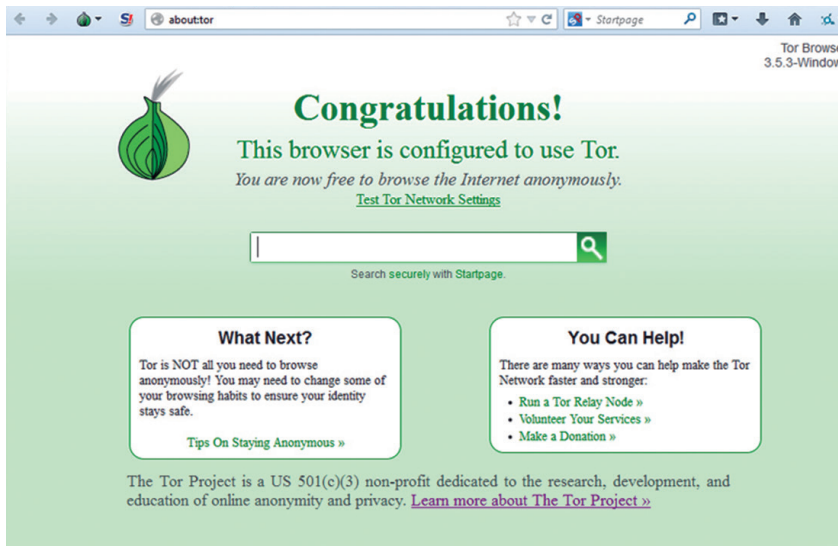 about:tor
Startpage
Tor Browse
3.5.3-Window
Congratulations!
This browser is configured to use Tor.
You are now free to browse the Internet anonymously.
Test Tor Network Settings
Search securely with Startpage.
What Next?
Tor is NOT all you need to browse
anonymously! You may need to change some of
your browsing habits to ensure your identity
stays safe.
Tips On Staying Anonymous »
You Can Help!
There are many ways you can help make the Tor
Network faster and stronger:
• Run a Tor Relay Node »
• Volunteer Your Services »
• Make a Donation »
The Tor Project is a US 501(c)(3) non-profit dedicated to the research, development, and
education of online anonymity and privacy. Learn more about The Tor Project »